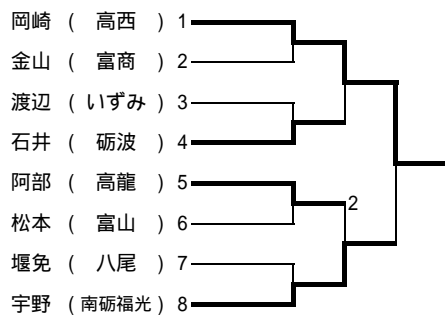 岡崎 ( 高西 ) 1
金山 ( 富商 ) 2
渡辺 ( いずみ ) 3
石井 ( 砺波 ) 4
阿部 ( 高龍 ) 5
2
松本 ( 富山 ) 6
堰免 ( 八尾 ) 7
宇野 ( 南砺福光 ) 8